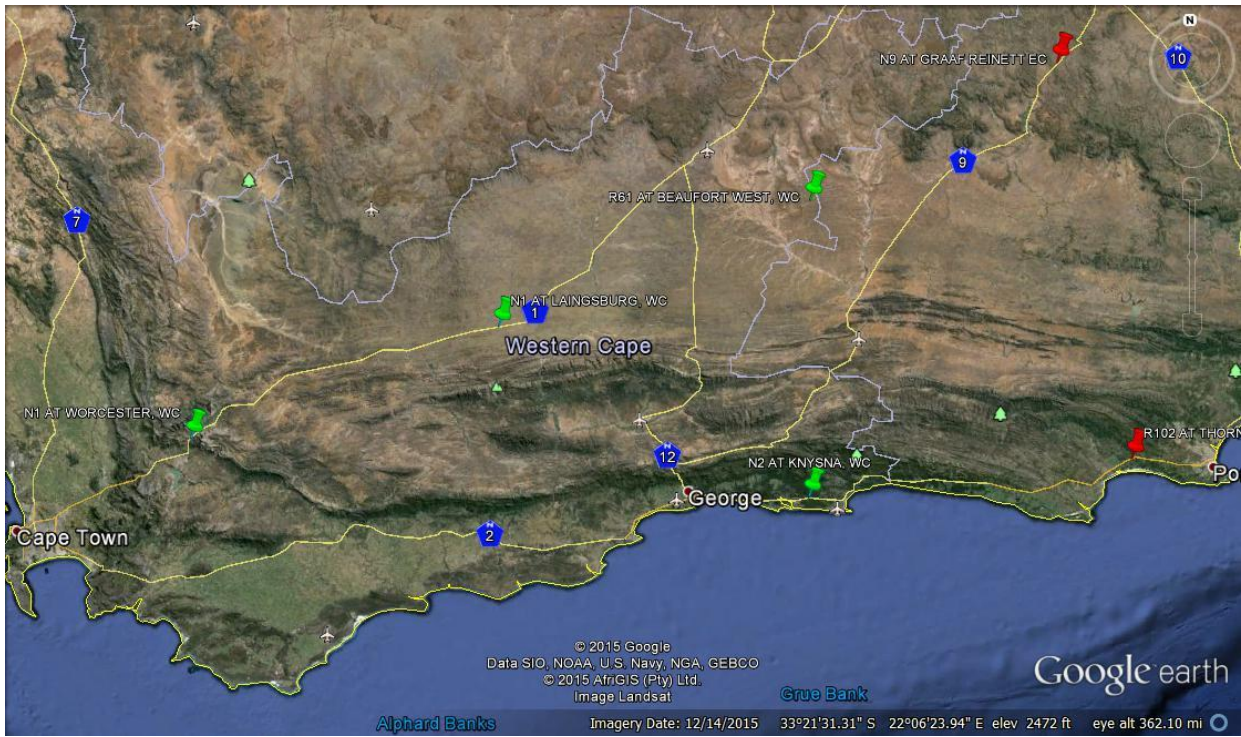 N
N9 AT GRAAF REINETT EC
N
10
N
9
R61 AT BEAUFORT WEST, WC
N
7
N1 AT LAINGSBURG, WC
N
1
Western Cape
N1 AT WORCESTER, WC
R102 AT THORN
N
12
N2 AT KNYSNA, WC
Po
George
N
2
Cape Town
© 2015 Google
Data SIO, NOAA, U.S. Navy, NGA, GEBCO
© 2015 AfriGIS (Pty) Ltd.
Image Landsat
Google earth
Grue Bank
Alphard Banks
Imagery Date: 12/14/2015 33°21'31.31" S 22°06'23.94" E elev 2472 ft eye alt 362.10 mi